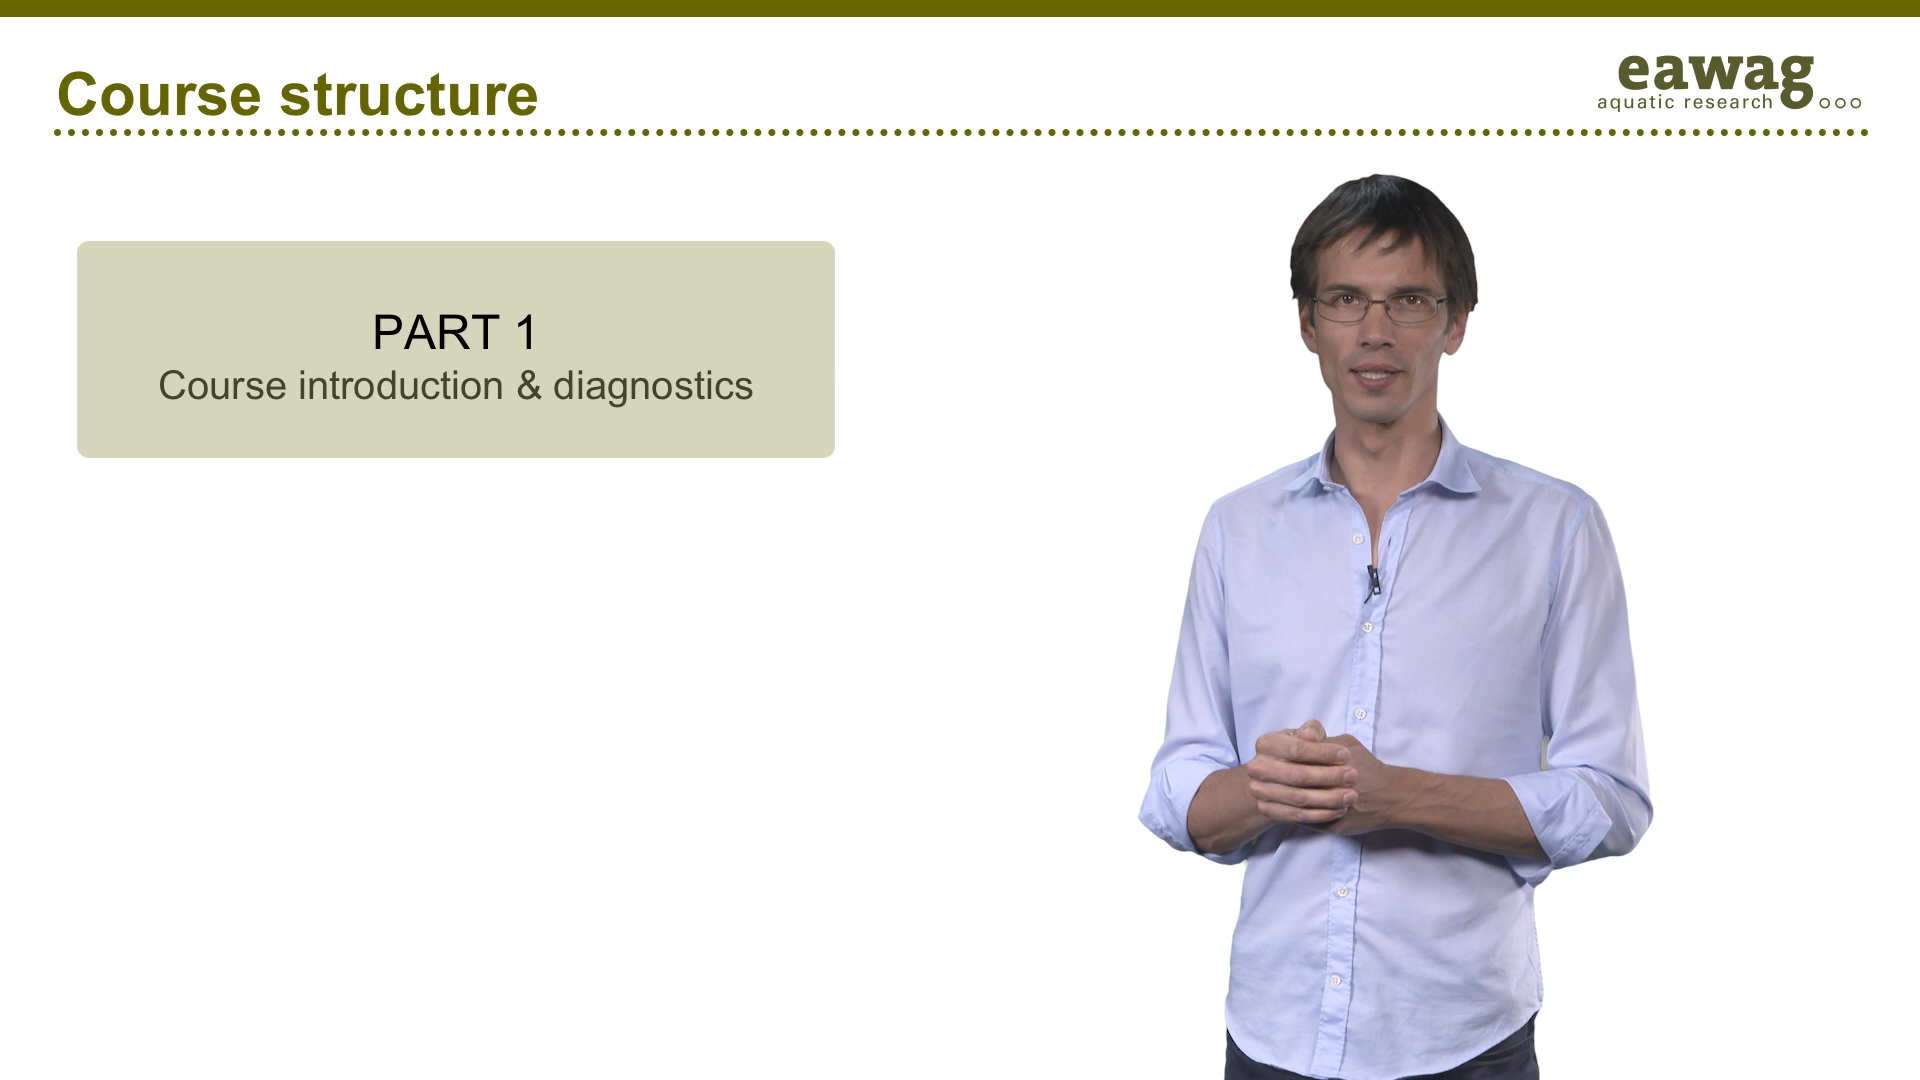 Course structure
eawag
aquatic research
PART 1
Course introduction & diagnostics